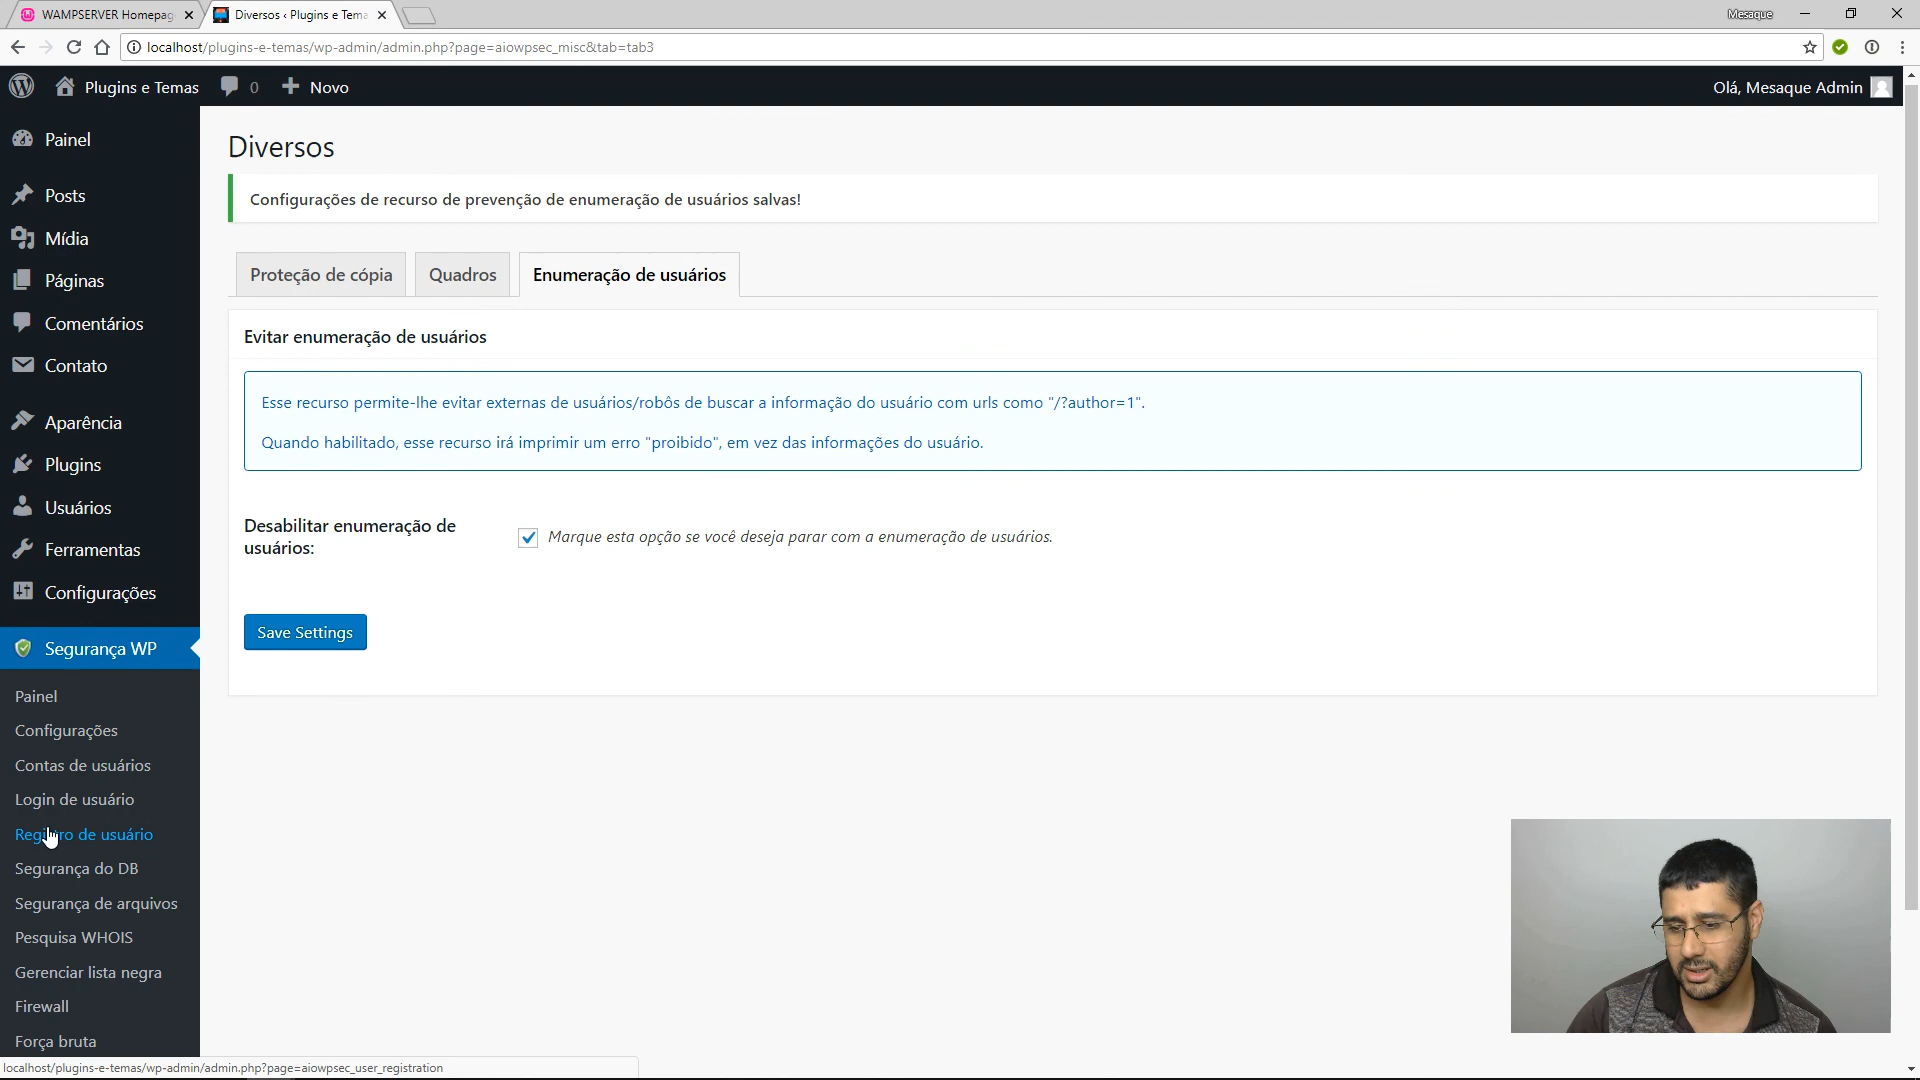 WAMPSERVER Homepag
Diversos ‹ Plugins e Tema
Mesaque
localhost/plugins-e-temas/wp-admin/admin.php?page=aiowpsec_misc&tab=tab3
Plugins e Temas
0
Novo
Olá, Mesaque Admin
Painel
Posts
Mídia
Páginas
Comentários
Contato
Aparência
Plugins
Usuários
Ferramentas
Configurações
Segurança WP
Painel
Configurações
Contas de usuários
Login de usuário
Registro de usuário
Segurança do DB
Segurança de arquivos
Pesquisa WHOIS
Gerenciar lista negra
Firewall
Força bruta
Diversos
Configurações de recurso de prevenção de enumeração de usuários salvas!
Proteção de cópia
Quadros
Enumeração de usuários
Evitar enumeração de usuários
Esse recurso permite-lhe evitar externas de usuários/robôs de buscar a informação do usuário com urls como "/?author=1".
Quando habilitado, esse recurso irá imprimir um erro "proibido", em vez das informações do usuário.
Desabilitar enumeração de
usuários:
Marque esta opção se você deseja parar com a enumeração de usuários.
Save Settings
localhost/plugins-e-temas/wp-admin/admin.php?page=aiowpsec_user_registration